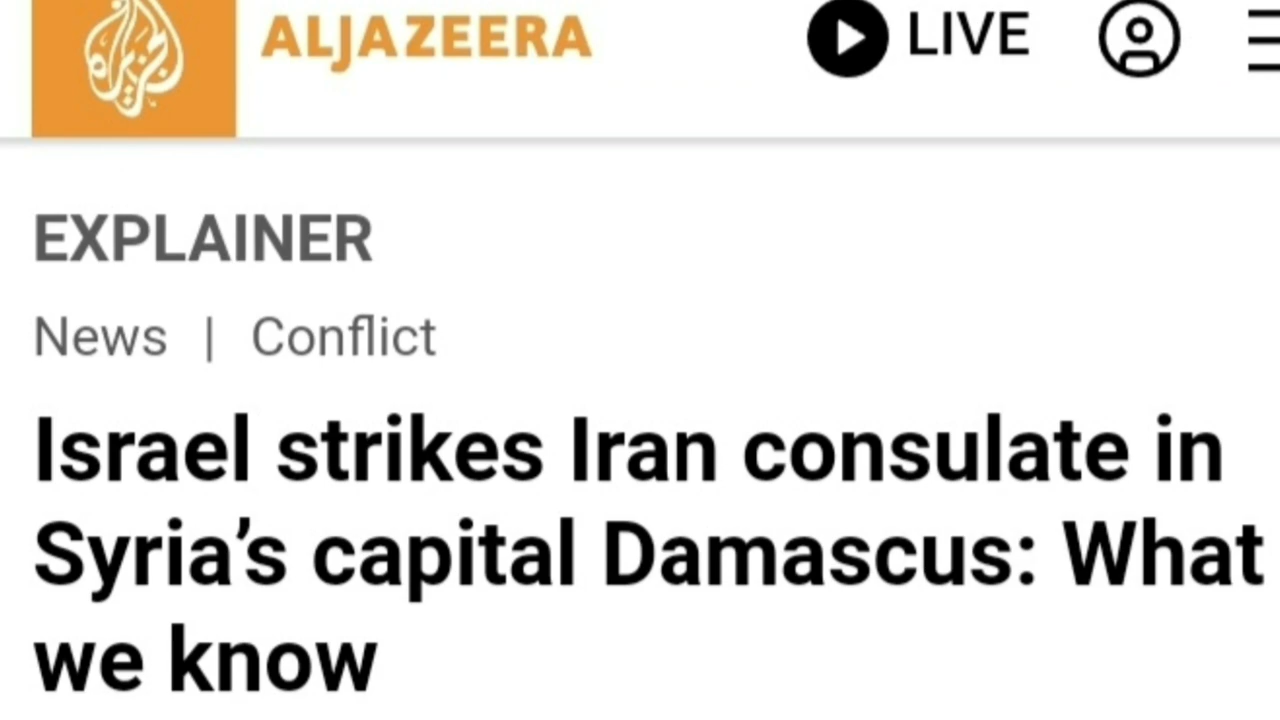 ALJAZEERA LIVE
EXPLAINER
News | Conflict
Israel strikes Iran consulate in
Syria’s capital Damascus: What
we know